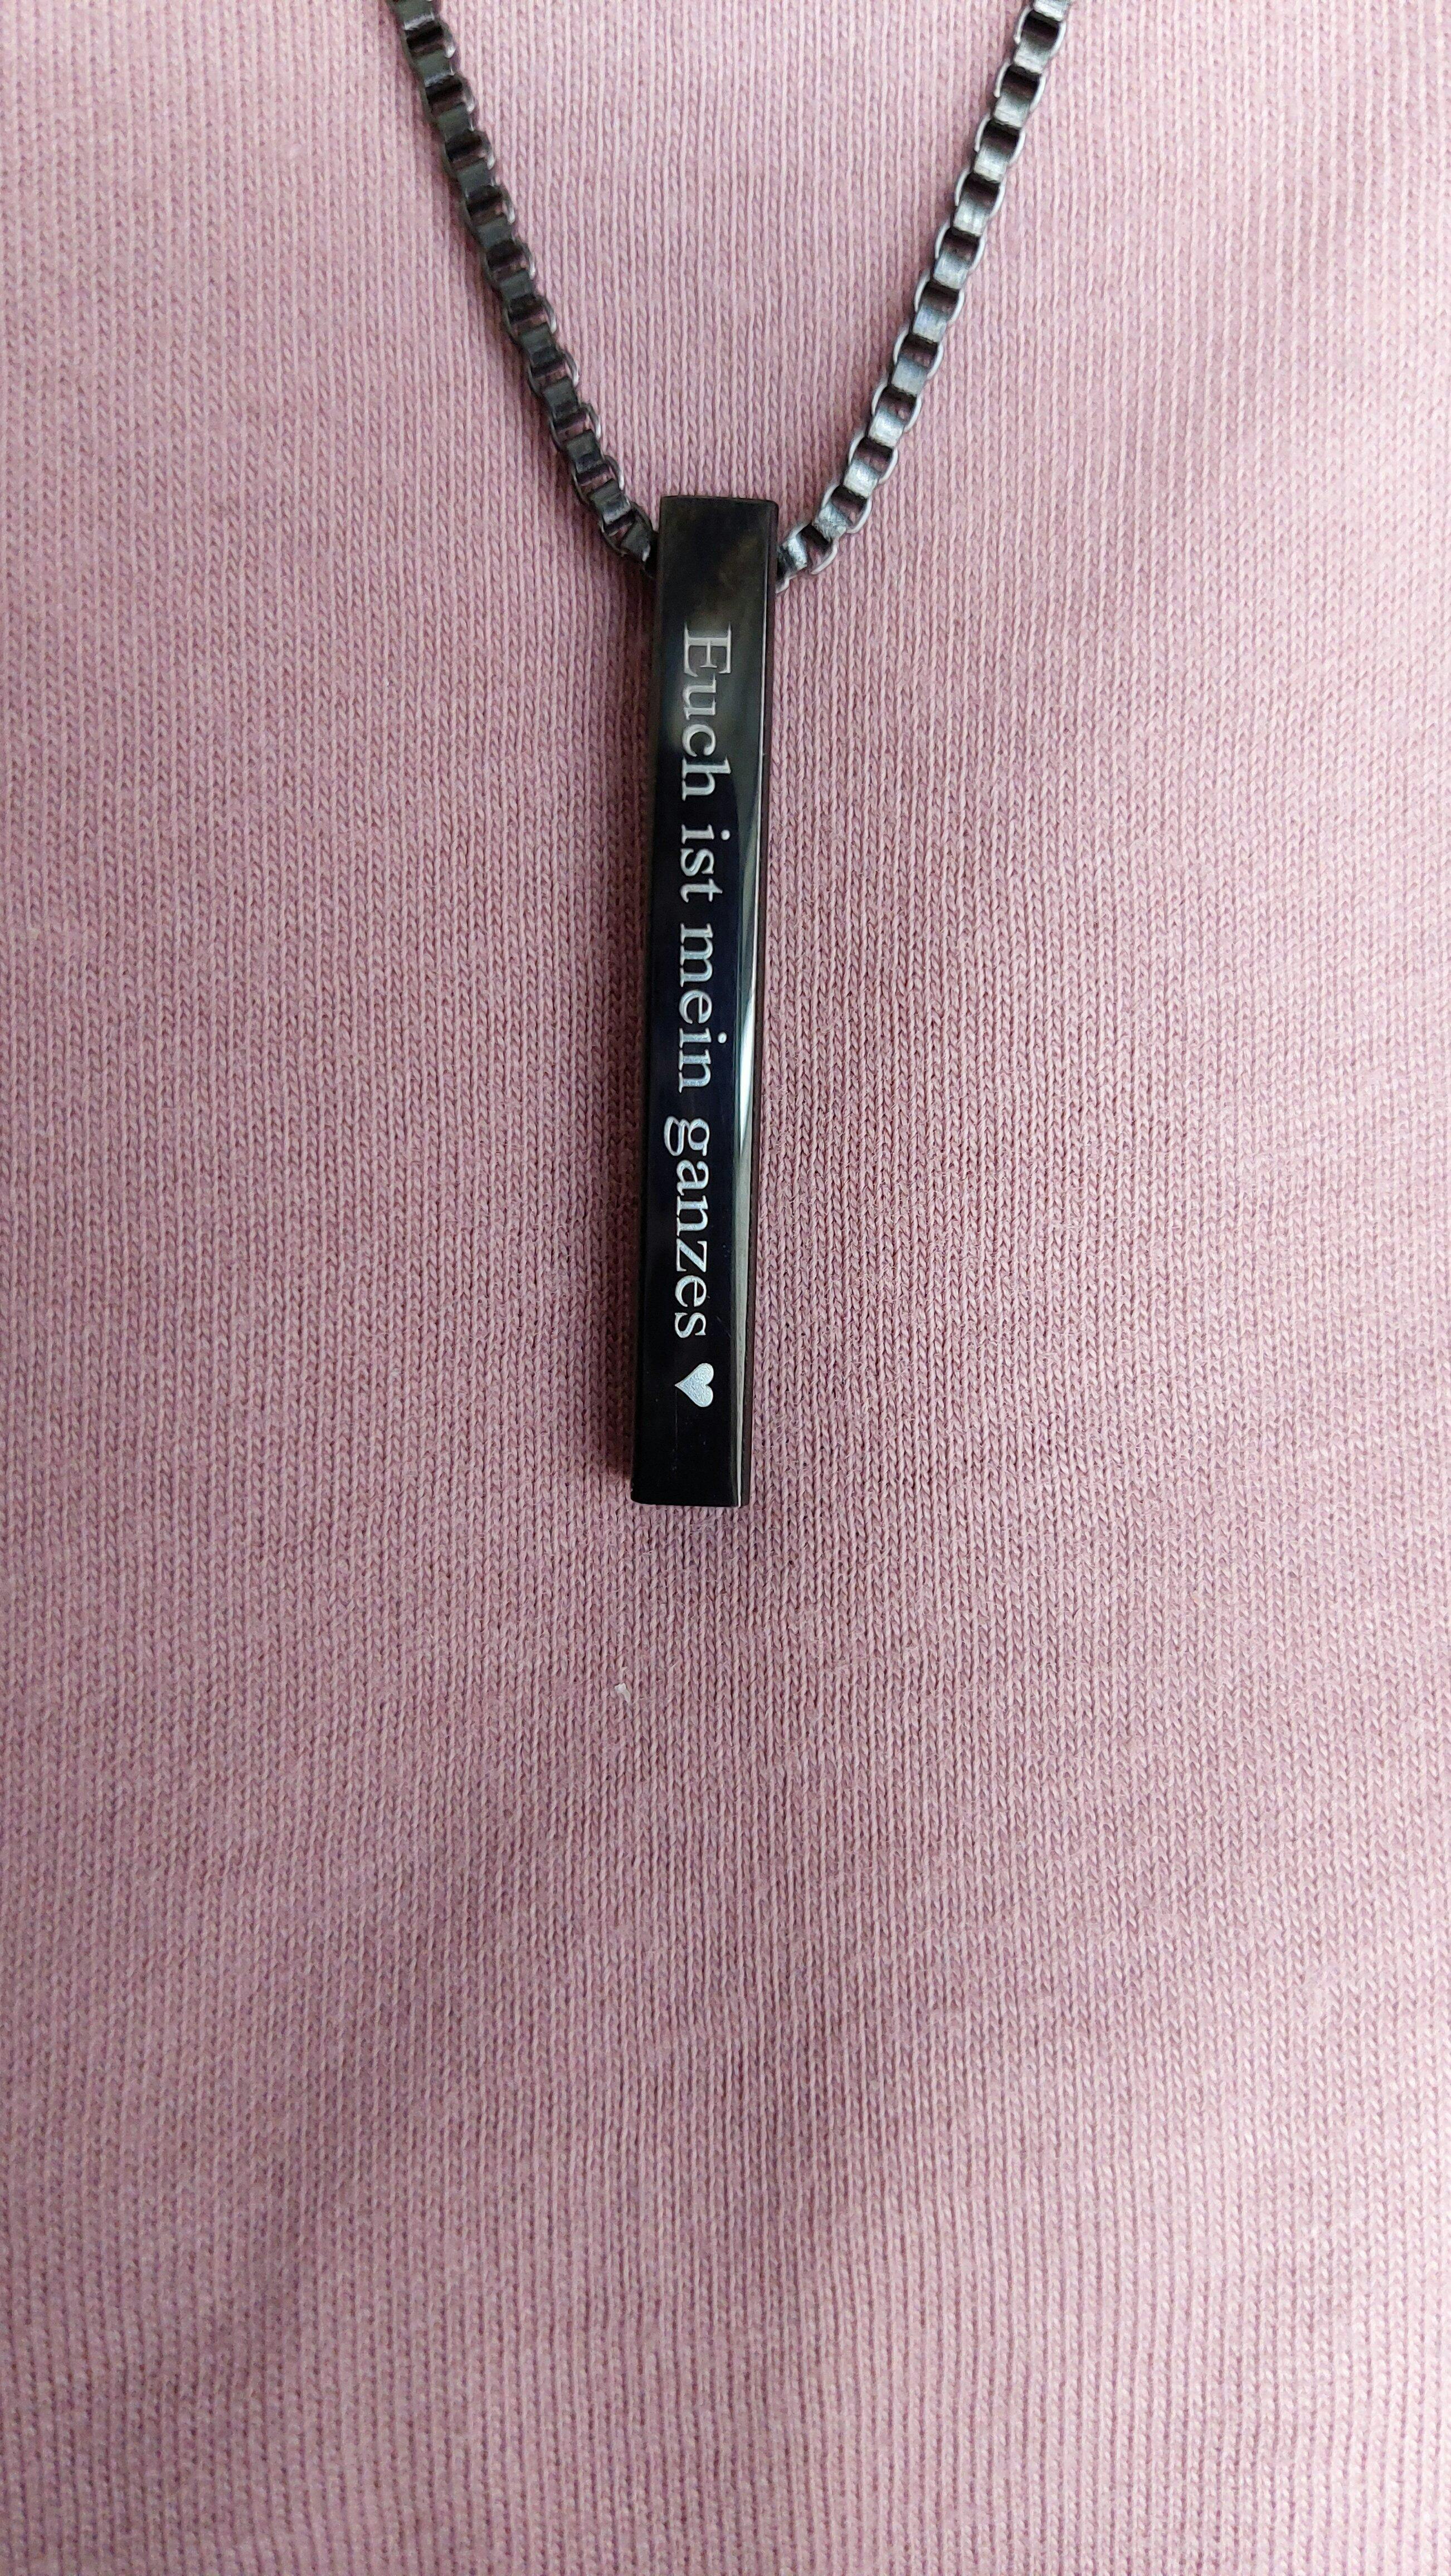 Euch ist mein ganzes ♥